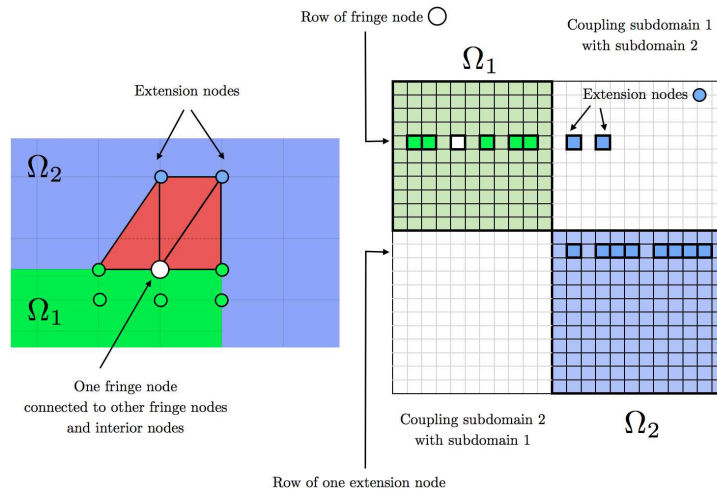 Row of fringe node
Coupling subdomain 1
with subdomain 2
Ω1
Extension nodes
Extension nodes
Ω2
Ω1
One fringe node
connected to other fringe nodes
and interior nodes
Coupling subdomain 2
with subdomain 1
Ω2
Row of one extension node